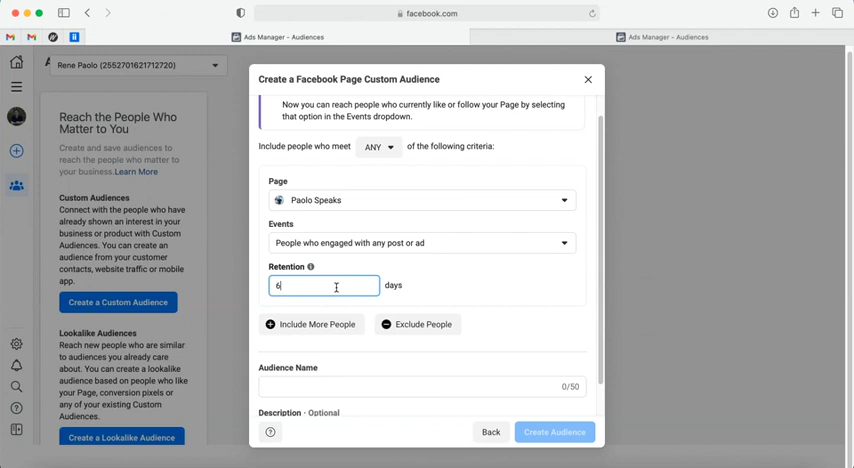 facebook.com
Ads Manager - Audiences
Ads Manager - Audiences
Rene Paolo (2552701621712720)
Reach the People Who
Matter to You
Create and save audiences to
reach the people who matter to
your business.Learn More
Custom Audiences
Connect with the people who have
already shown an interest in your
business or product with Custom
Audiences. You can create an
audience from your customer
contacts, website traffic or mobile
app.
Create a Custom Audience
Lookalike Audiences
Reach new people who are similar
to audiences you already care
about. You can create a lookalike
audience based on people who like
your Page, conversion pixels or
any of your existing Custom
Audiences.
Create a Lookalike Audience
Create a Facebook Page Custom Audience
Now you can reach people who currently like or follow your Page by selecting
that option in the Events dropdown.
Include people who meet ANY of the following criteria:
Page
Paolo Speaks
Events
People who engaged with any post or ad
Retention
6 days
Include More People Exclude People
Audience Name
0/50
Description · Optional
Back Create Audience